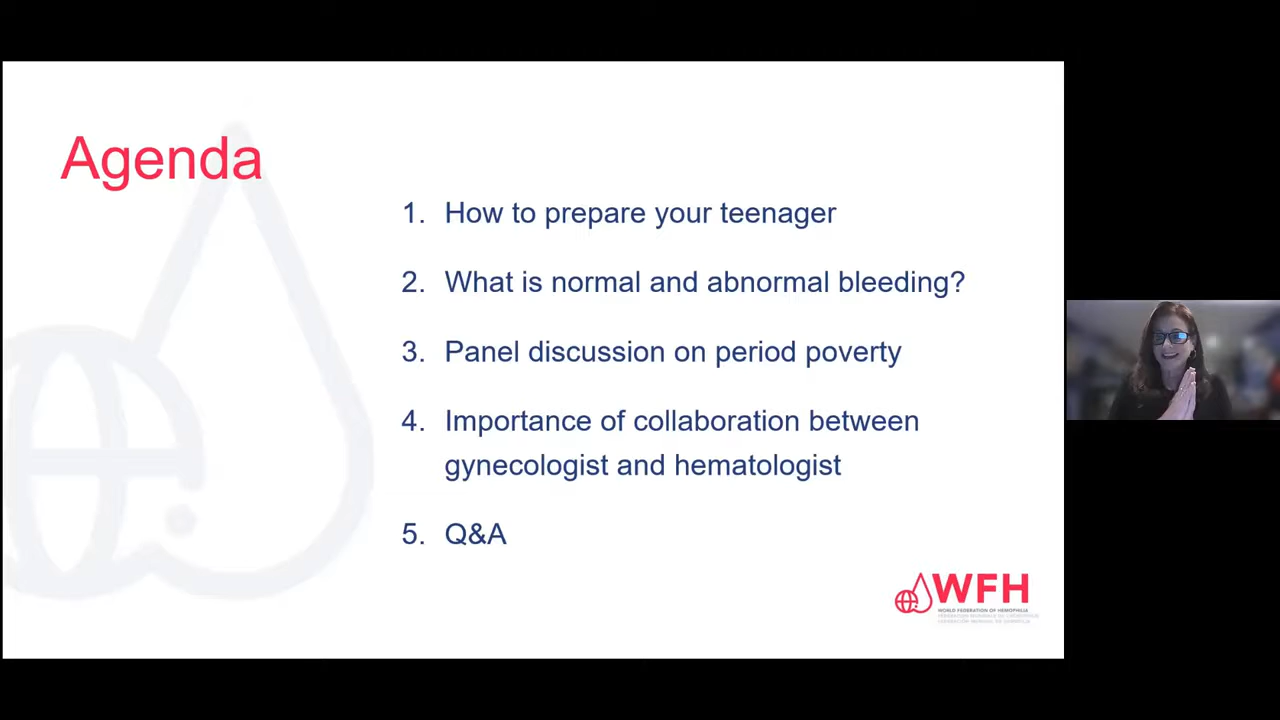 Agenda
1. How to prepare your teenager
2. What is normal and abnormal bleeding?
3. Panel discussion on period poverty
4. Importance of collaboration between
gynecologist and hematologist
5. Q&A
WFH
WORLD FEDERATION OF HEMOPHILIA
FÉDÉRATION MONDIALE DE L'HÉMOPHILIE
FEDERACIÓN MUNDIAL DE HEMOFILIA